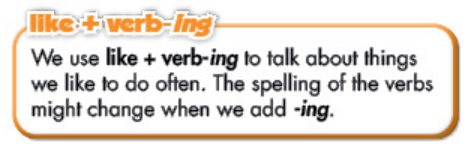 like + verb-ing
We use like + verb-ing to talk about things
we like to do often. The spelling of the verbs
might change when we add -ing.